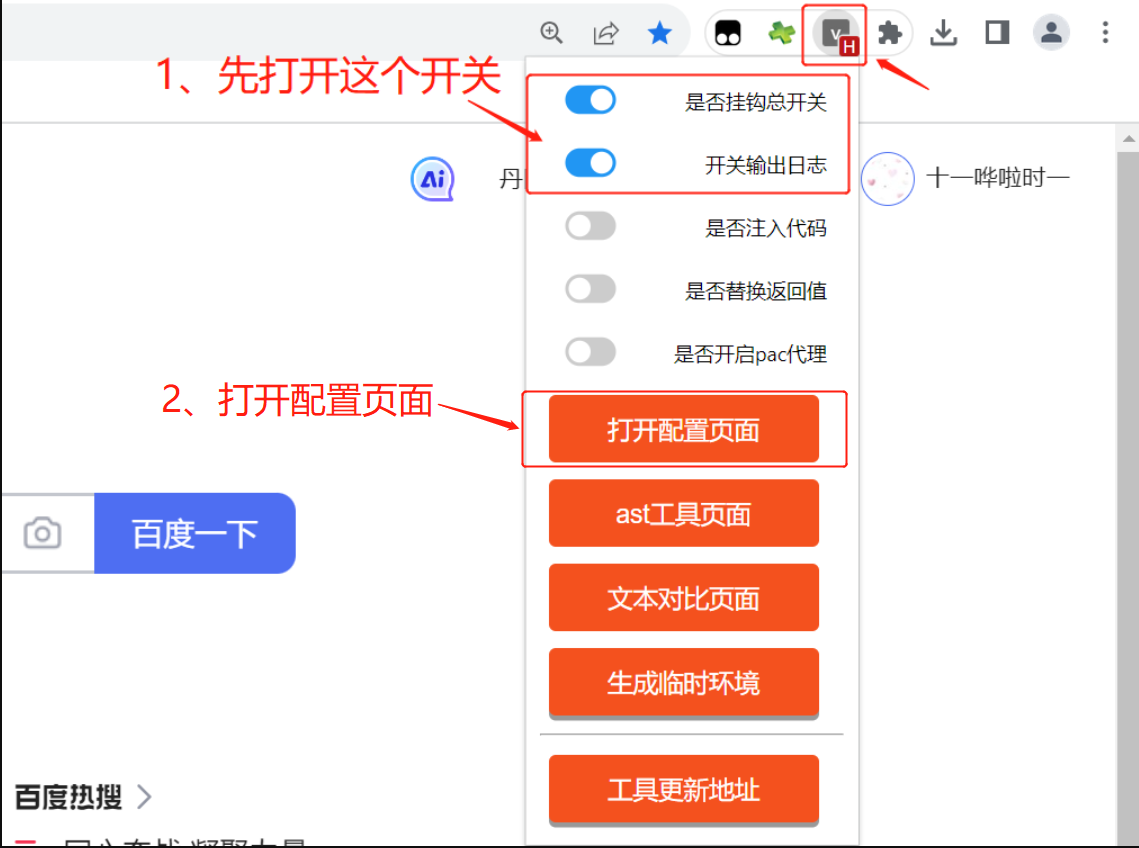 V
H
1、先打开这个开关
是否挂钩总开关
开关输出日志
Ai
丹
十一哗啦时一
是否注入代码
是否替换返回值
是否开启pac代理
2、打开配置页面
打开配置页面
ast工具页面
百度一下
文本对比页面
生成临时环境
工具更新地址
百度热搜